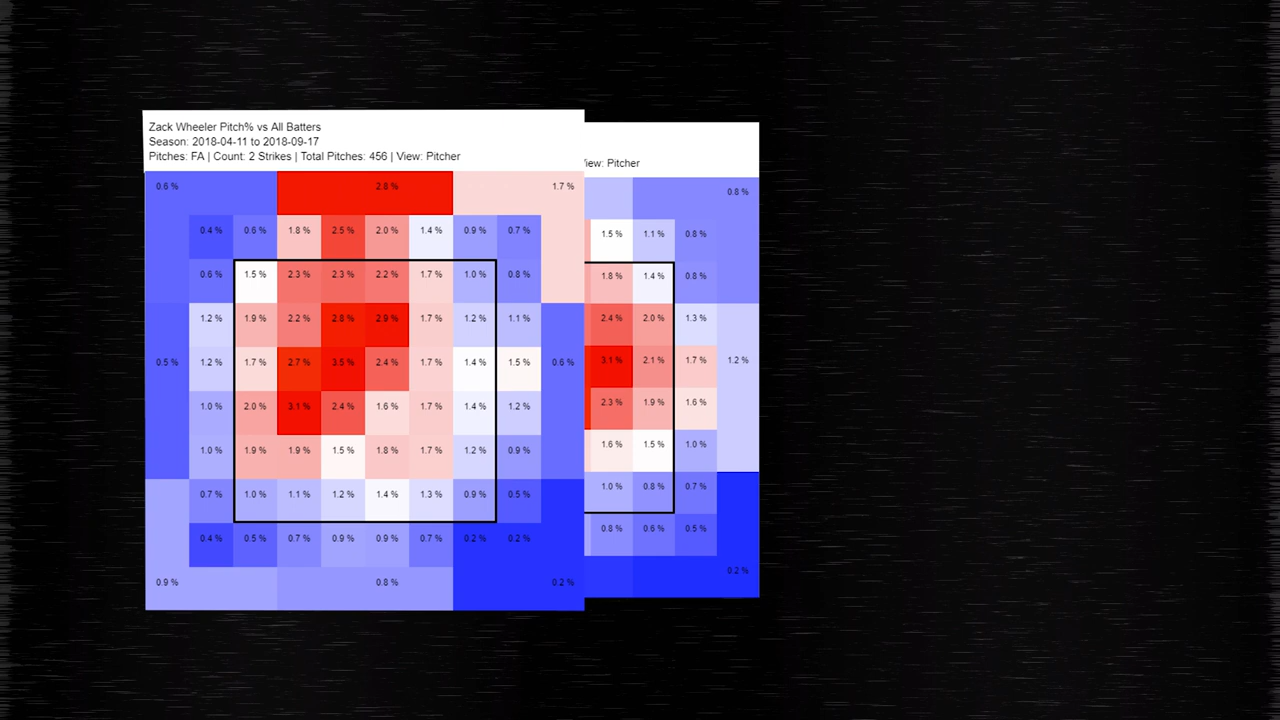 Zack Wheeler Pitch% vs All Batters
Season: 2018-04-11 to 2018-09-17
Pitches: FA | Count: 2 Strikes | Total Pitches: 456 | View: Pitcher
0.6 % 2.8 % 1.7 %
0.4 % 0.6 % 1.8 % 2.5 % 2.0 % 1.4 % 0.9 % 0.7 %
0.6 % 1.5 % 2.3 % 2.3 % 2.2 % 1.7 % 1.0 % 0.8 %
1.2 % 1.9 % 2.2 % 2.8 % 2.9 % 1.7 % 1.2 % 1.1 %
0.5 % 1.2 % 1.7 % 2.7 % 3.5 % 2.4 % 1.7 % 1.4 % 1.5 % 0.6 %
1.0 % 2.0 % 3.1 % 2.4 % 1.6 % 1.7 % 1.4 % 1.2 %
1.0 % 1.9 % 1.9 % 1.5 % 1.8 % 1.7 % 1.2 % 0.9 %
0.7 % 1.0 % 1.1 % 1.2 % 1.4 % 1.3 % 0.9 % 0.5 %
0.4 % 0.5 % 0.7 % 0.9 % 0.9 % 0.7 % 0.2 % 0.2 %
0.9 % 0.8 % 0.2 %
View: Pitcher
0.8 %
1.5 % 1.1 % 0.8 %
1.8 % 1.4 % 0.8 %
2.4 % 2.0 % 1.3 %
3.1 % 2.1 % 1.7 % 1.2 %
2.3 % 1.9 % 1.6 %
1.6 % 1.5 % 1.0 %
1.0 % 0.8 % 0.7 %
0.8 % 0.6 % 0.5 %
0.2 %